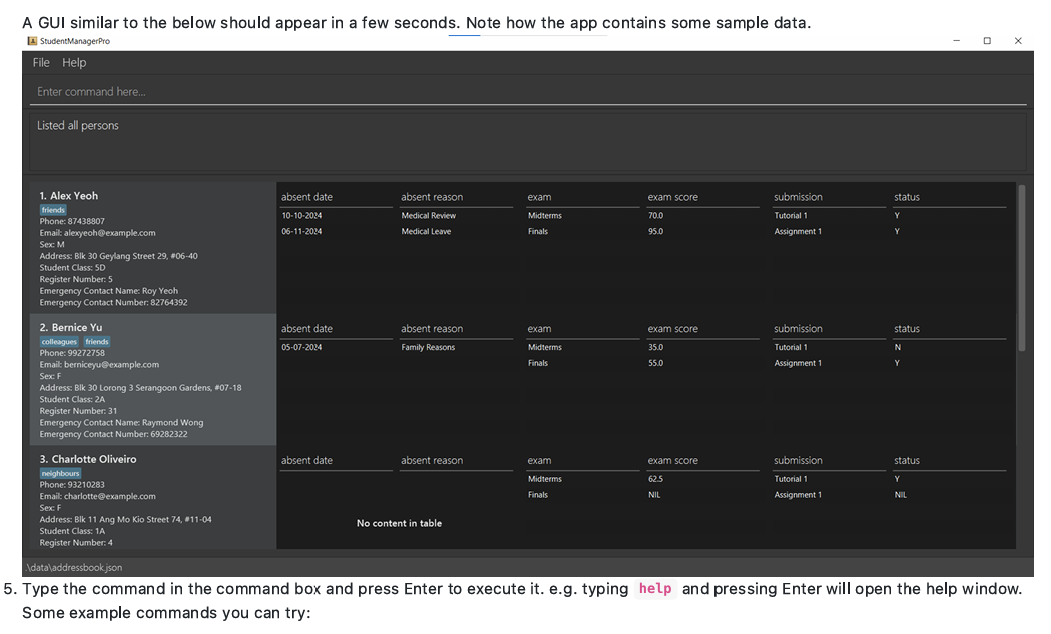 A GUI similar to the below should appear in a few seconds. Note how the app contains some sample data.
StudentManagerPro
File Help
Enter command here...
Listed all persons
1. Alex Yeoh
friends
Phone: 87438807
Email: alexyeoh@example.com
Sex: M
Address: Blk 30 Geylang Street 29, #06-40
Student Class: 5D
Register Number: 5
Emergency Contact Name: Roy Yeoh
Emergency Contact Number: 82764392
absent date absent reason exam exam score submission status
10-10-2024 Medical Review Midterms 70.0 Tutorial 1 Y
06-11-2024 Medical Leave Finals 95.0 Assignment 1 Y
2. Bernice Yu
colleagues friends
Phone: 99272758
Email: berniceyu@example.com
Sex: F
Address: Blk 30 Lorong 3 Serangoon Gardens, #07-18
Student Class: 2A
Register Number: 31
Emergency Contact Name: Raymond Wong
Emergency Contact Number: 69282322
absent date absent reason exam exam score submission status
05-07-2024 Family Reasons Midterms 35.0 Tutorial 1 N
Finals 55.0 Assignment 1 Y
3. Charlotte Oliveiro
neighbours
Phone: 93210283
Email: charlotte@example.com
Sex: F
Address: Blk 11 Ang Mo Kio Street 74, #11-04
Student Class: 1A
Register Number: 4
absent date absent reason exam exam score submission status
Midterms 62.5 Tutorial 1 Y
Finals NIL Assignment 1 NIL
No content in table
.\data\addressbook.json
5. Type the command in the command box and press Enter to execute it. e.g. typing help and pressing Enter will open the help window.
Some example commands you can try: